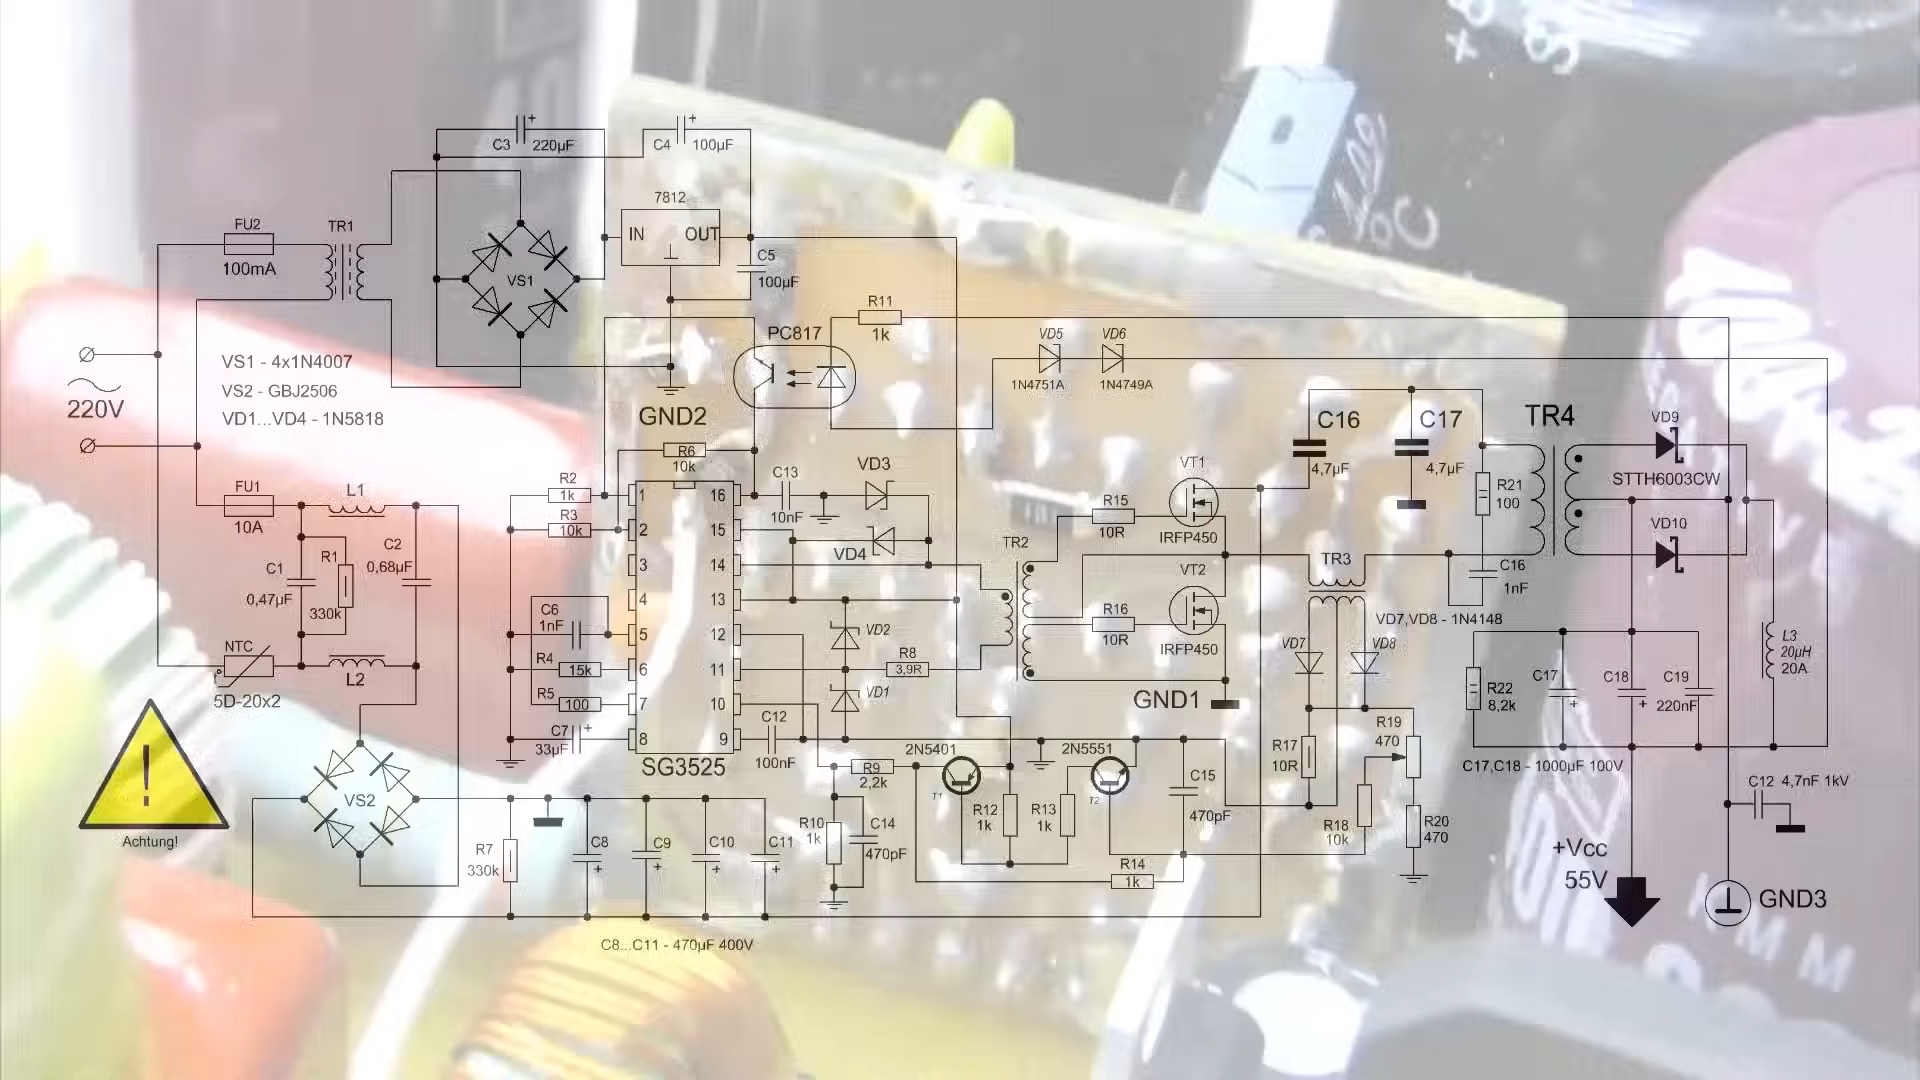 C3
220µF
C4
100µF
7812
IN
OUT
C5
100µF
FU2
100mA
TR1
VS1
PC817
R11
1k
VD5
1N4751A
VD6
1N4749A
220V
VS1 - 4x1N4007
VS2 - GBJ2506
VD1...VD4 - 1N5818
GND2
C16
4,7µF
C17
4,7µF
TR4
VD9
STTH6003CW
VD10
R6
10k
R2
1k
R3
10k
1
2
3
4
5
6
7
8
16
15
14
13
12
11
10
9
SG3525
C13
10nF
VD3
VD4
VT1
IRFP450
R15
10R
R21
100
FU1
10A
L1
C1
0,47µF
R1
330k
C2
0,68µF
NTC
5D-20x2
L2
C6
1nF
R4
15k
R5
100
C7
33µF
VD2
VD1
R8
3,9R
TR2
VT2
IRFP450
R16
10R
GND1
TR3
C16
1nF
VD7,VD8 - 1N4148
VD7
VD8
L3
20µH
20A
R22
8,2k
C17
C18
C19
220nF
C17,C18 - 1000µF 100V
C12
100nF
R9
2,2k
2N5401
T1
2N5551
T2
R10
1k
C14
470pF
R12
1k
R13
1k
C15
470pF
R14
1k
R17
10R
R19
470
R18
10k
R20
470
C12 4,7nF 1kV
Achtung!
VS2
R7
330k
C8
C9
C10
C11
C8...C11 - 470µF 400V
+Vcc
55V
GND3